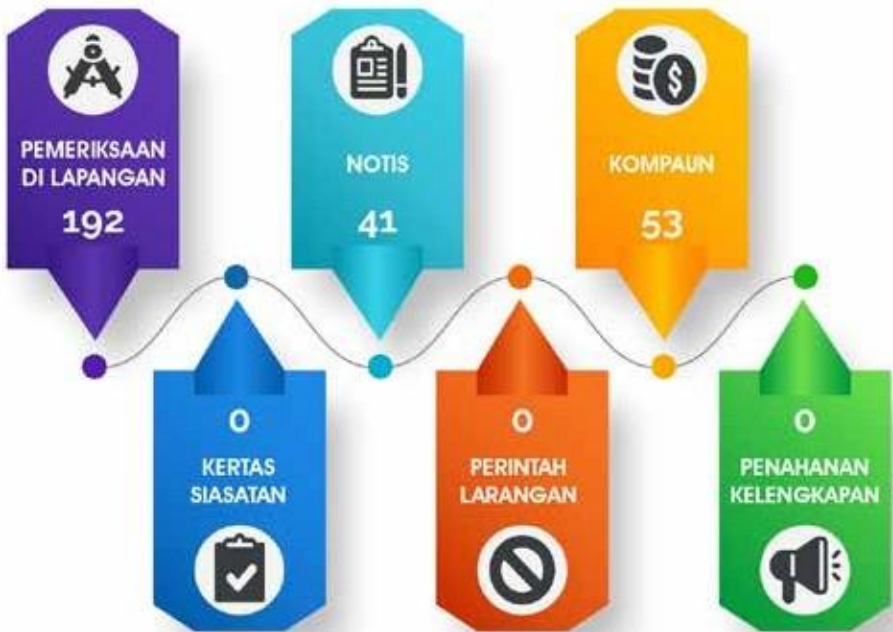 PEMERIKSAAN
DI LAPANGAN
192
0
KERTAS
SIASATAN
NOTIS
41
0
PERINTAH
LARANGAN
KOMPAUN
53
0
PENAHANAN
KELENGKAPAN